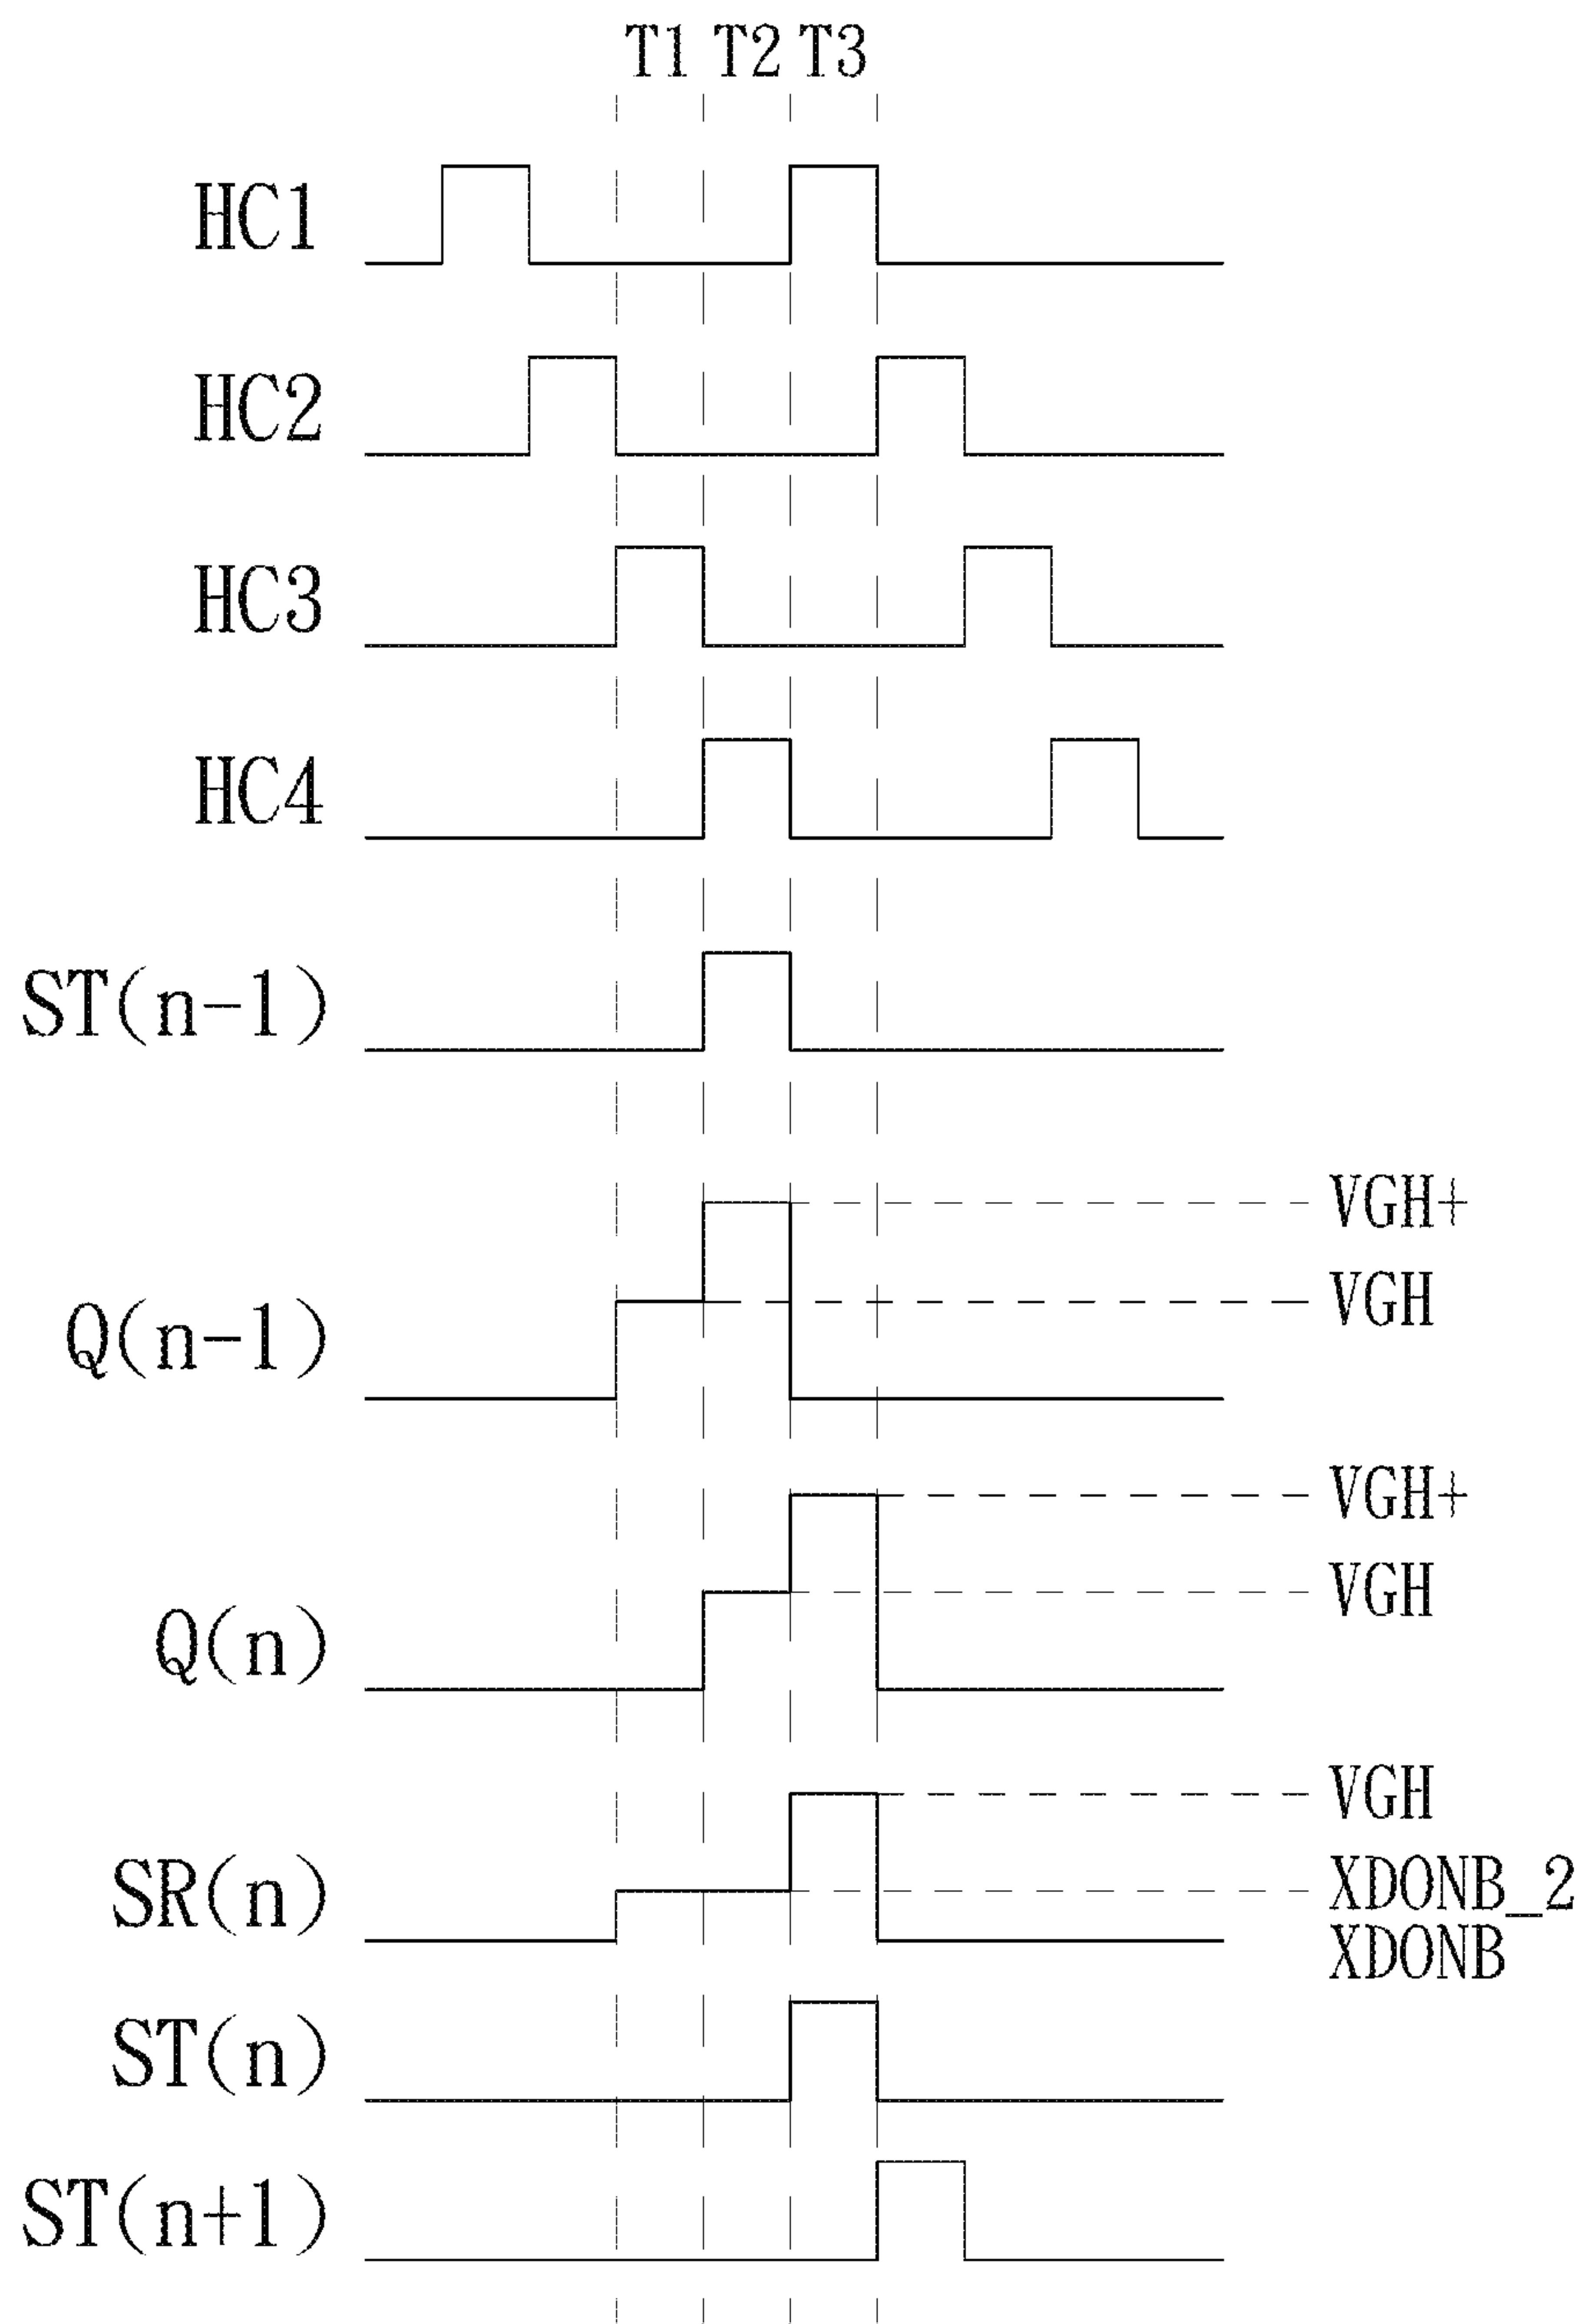 T1 T2 T3
HC1
HC2
HC3
HC4
ST(n-1)
VGH+
VGH
Q(n-1)
VGH+
VGH
Q(n)
VGH
SR(n)
XDONB_2
XDONB
ST(n)
ST(n+1)